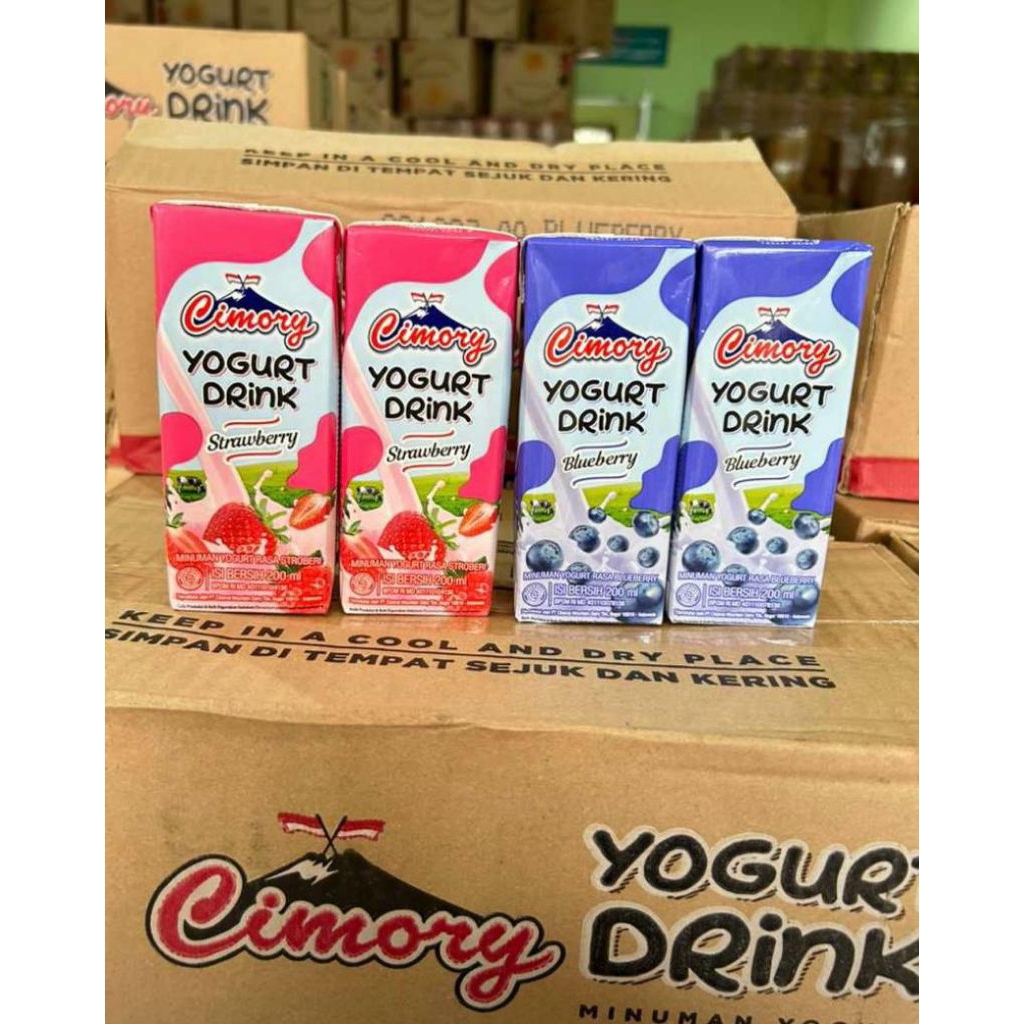 YOGURT
DRink
KEEP IN A COOL AND DRY PLACE
SIMPAN DI TEMPAT SEJUK DAN KERING
BLUEBERRY
Cimory
YOGURT
DRink
Strawberry
MINUMAN YOGURT RASA STROBERI
ISI BERSIH 200 ml
Cimory
YOGURT
DRink
Strawberry
MINUMAN YOGURT RASA STROBERI
ISI BERSIH 200 ml
Cimory
YOGURT
DRink
Blueberry
MINUMAN YOGURT RASA BLUEBERRY
ISI BERSIH 200 ml
Cimory
YOGURT
DRink
Blueberry
MINUMAN YOGURT RASA BLUEBERRY
ISI BERSIH 200 ml
KEEP IN A COOL AND DRY PLACE
SIMPAN DI TEMPAT SEJUK DAN KERING
Cimory
YOGURT
DRink
MINUMAN